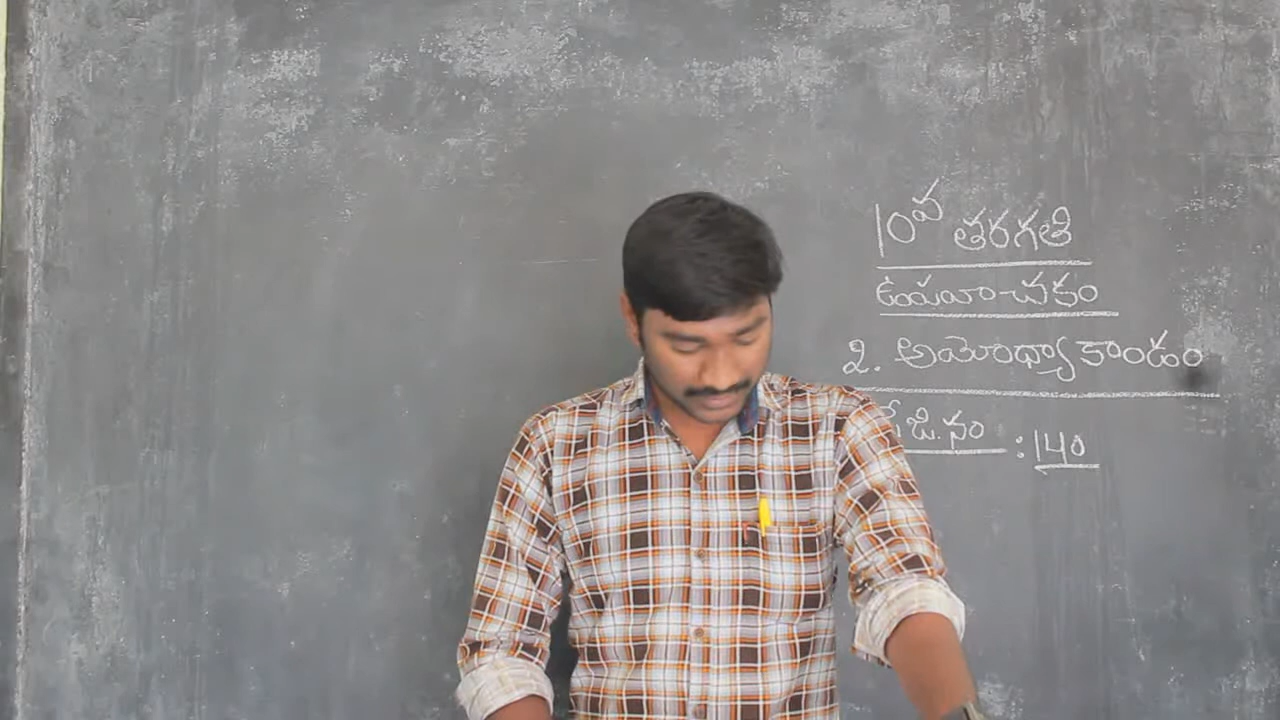 10వ తరగతి
ఉపవాచకం
2. అయోధ్యాకాండం
పేజి.నం : 140